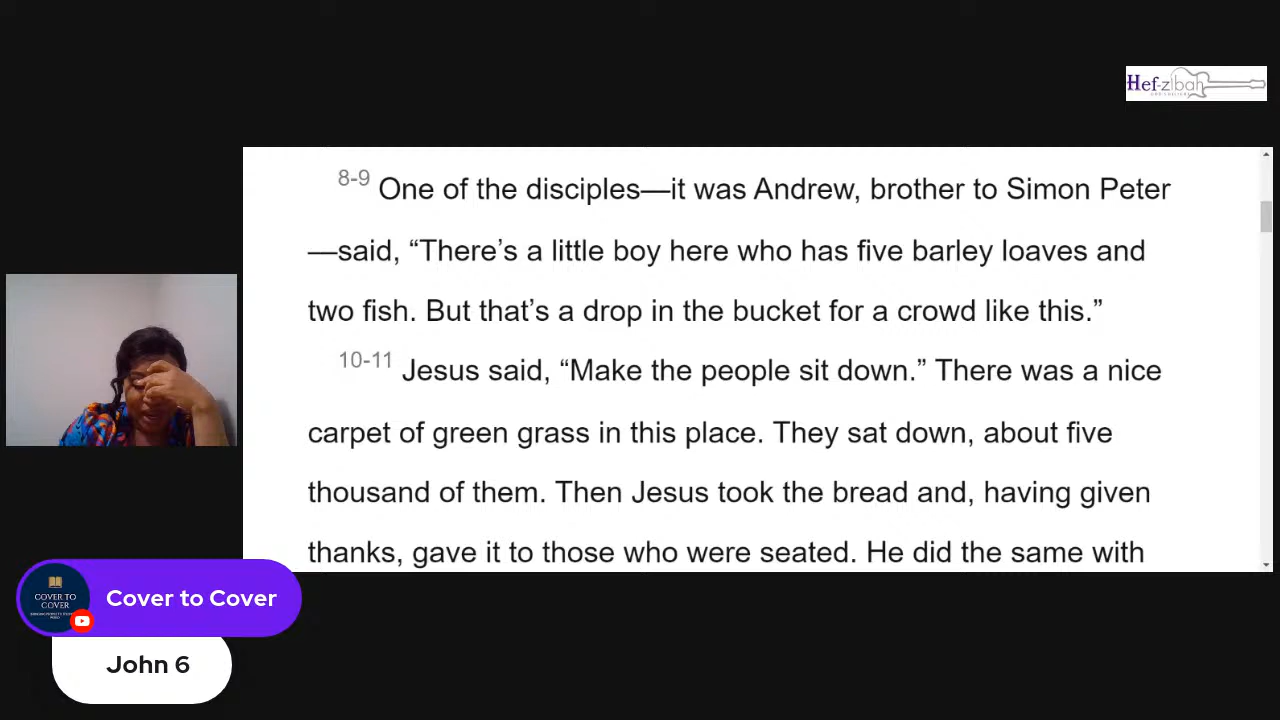 Hef-zibah
8-9 One of the disciples—it was Andrew, brother to Simon Peter
—said, “There’s a little boy here who has five barley loaves and
two fish. But that’s a drop in the bucket for a crowd like this.”
10-11 Jesus said, “Make the people sit down.” There was a nice
carpet of green grass in this place. They sat down, about five
thousand of them. Then Jesus took the bread and, having given
thanks, gave it to those who were seated. He did the same with
COVER TO
COVER
Cover to Cover
John 6